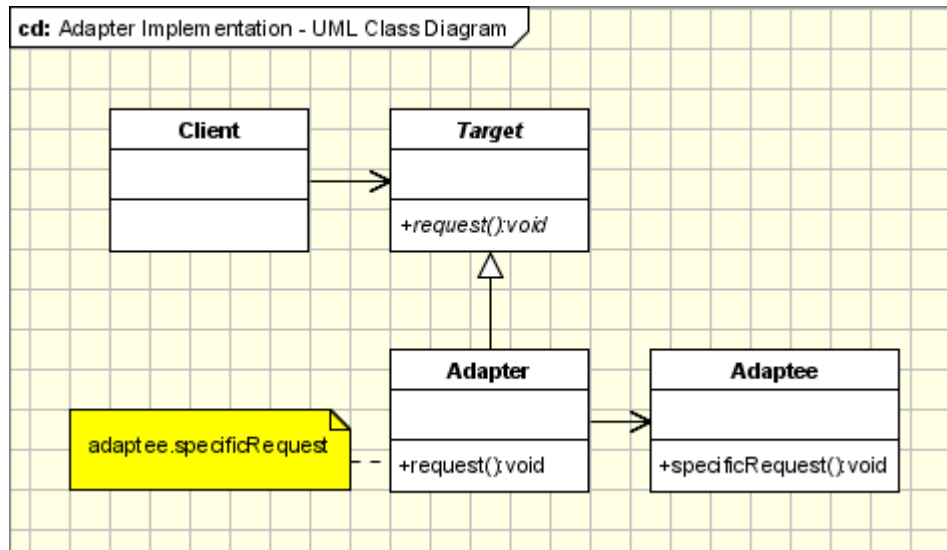 cd: Adapter Implementation - UML Class Diagram
Client
Target
+request():void
Adapter
Adaptee
adaptee.specificRequest
+request():void
+specificRequest():void